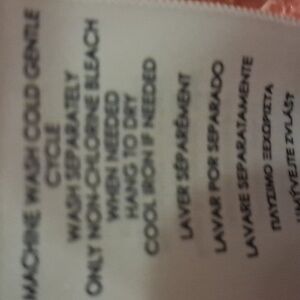 MACHINE WASH COLD GENTLE
CYCLE
WASH SEPARATELY
ONLY NON-CHLORINE BLEACH
WHEN NEEDED
HANG TO DRY
COOL IRON IF NEEDED
LAVER SÉPARÉMENT
LAVAR POR SEPARADO
LAVARE SEPARATAMENTE
ΠΛΥΣΙΜΟ ΞΕΧΩΡΙΣΤΑ
ZVLÁŠŤ